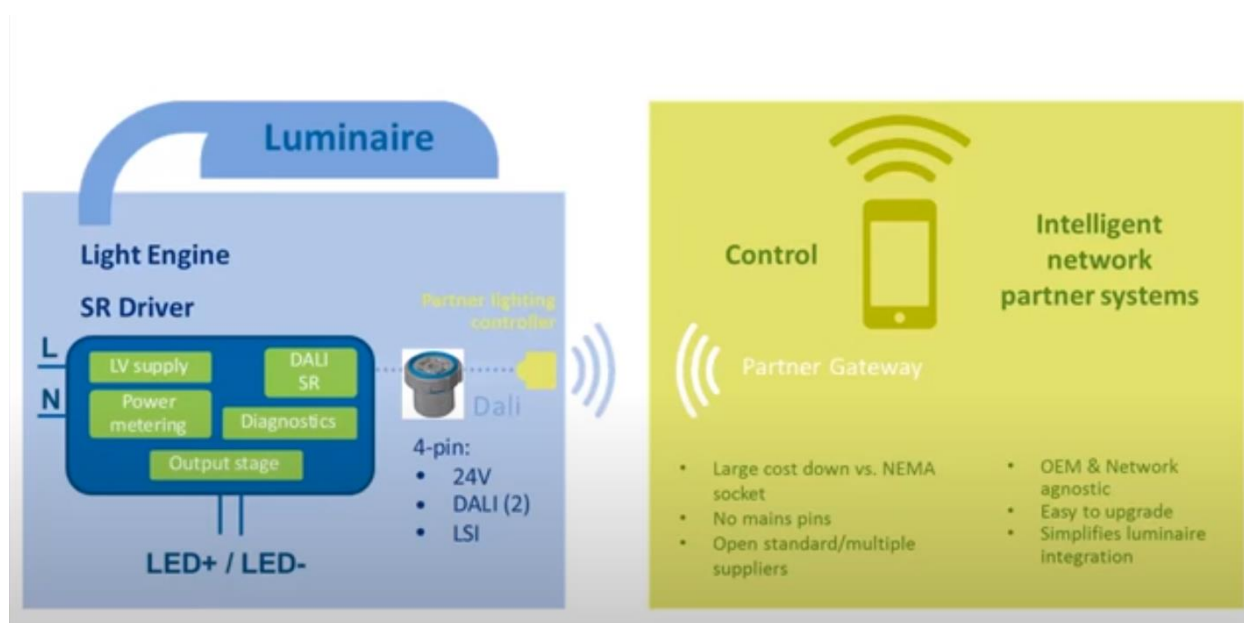 Luminaire
Light Engine
SR Driver
Partner lighting
controller
L
N
LV supply
DALI
SR
Power
metering
Diagnostics
Output stage
Dali
4-pin:
• 24V
• DALI (2)
• LSI
LED+ / LED-
Control
Intelligent
network
partner systems
Partner Gateway
• Large cost down vs. NEMA
socket
• No mains pins
• Open standard/multiple
suppliers
• OEM & Network
agnostic
• Easy to upgrade
• Simplifies luminaire
integration